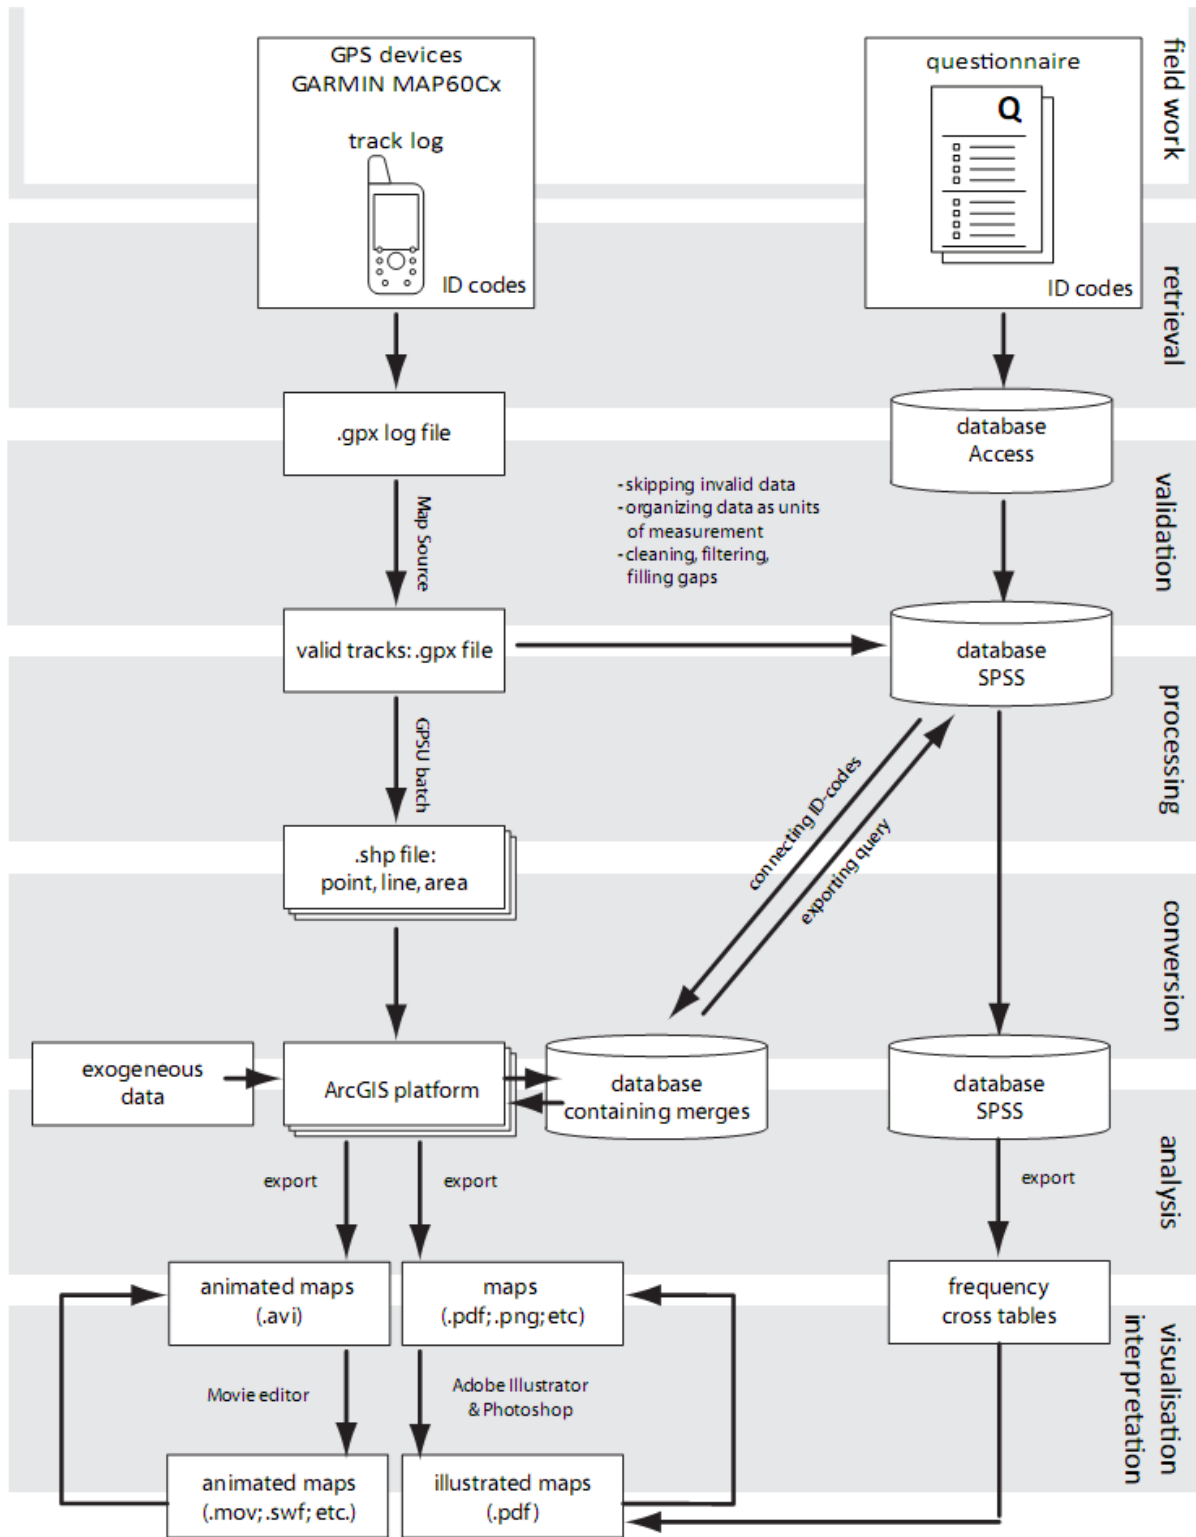 GPS devices
GARMIN MAP60Cx
track log
ID codes
questionnaire
Q
ID codes
field work
retrieval
.gpx log file
database
Access
Map Source
- skipping invalid data
- organizing data as units
of measurement
- cleaning, filtering,
filling gaps
validation
valid tracks: .gpx file
database
SPSS
GPSU batch
processing
.shp file:
point, line, area
connecting ID-codes
exporting query
conversion
exogeneous
data
ArcGIS platform
database
containing merges
database
SPSS
export
export
export
analysis
animated maps
(.avi)
maps
(.pdf; .png; etc)
frequency
cross tables
Movie editor
Adobe Illustrator
& Photoshop
visualisation
interpretation
animated maps
(.mov; .swf; etc.)
illustrated maps
(.pdf)